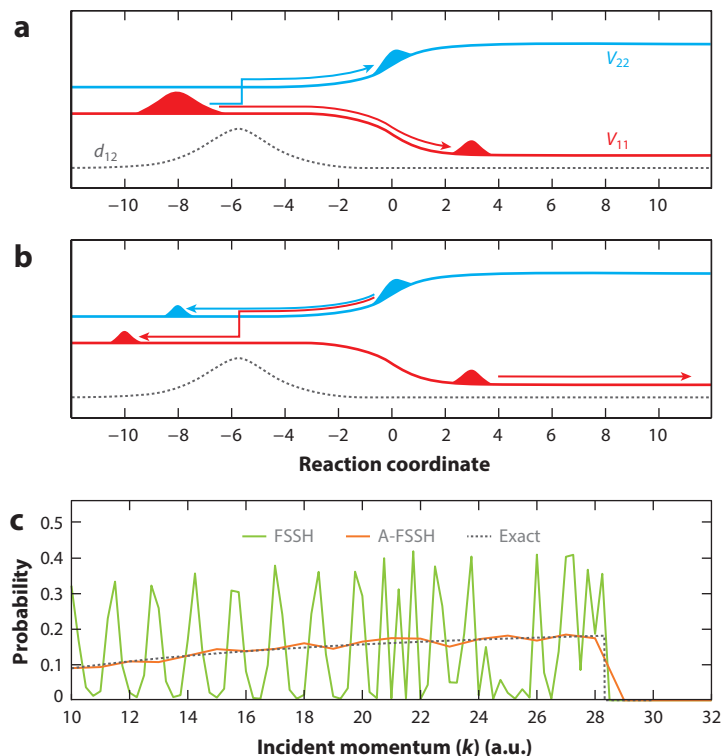 a
V22
V11
d12
−10 −8 −6 −4 −2 0 2 4 6 8 10
b
−10 −8 −6 −4 −2 0 2 4 6 8 10
Reaction coordinate
c
FSSH A-FSSH Exact
Probability
0.5
0.4
0.3
0.2
0.1
0
10 12 14 16 18 20 22 24 26 28 30 32
Incident momentum (k) (a.u.)